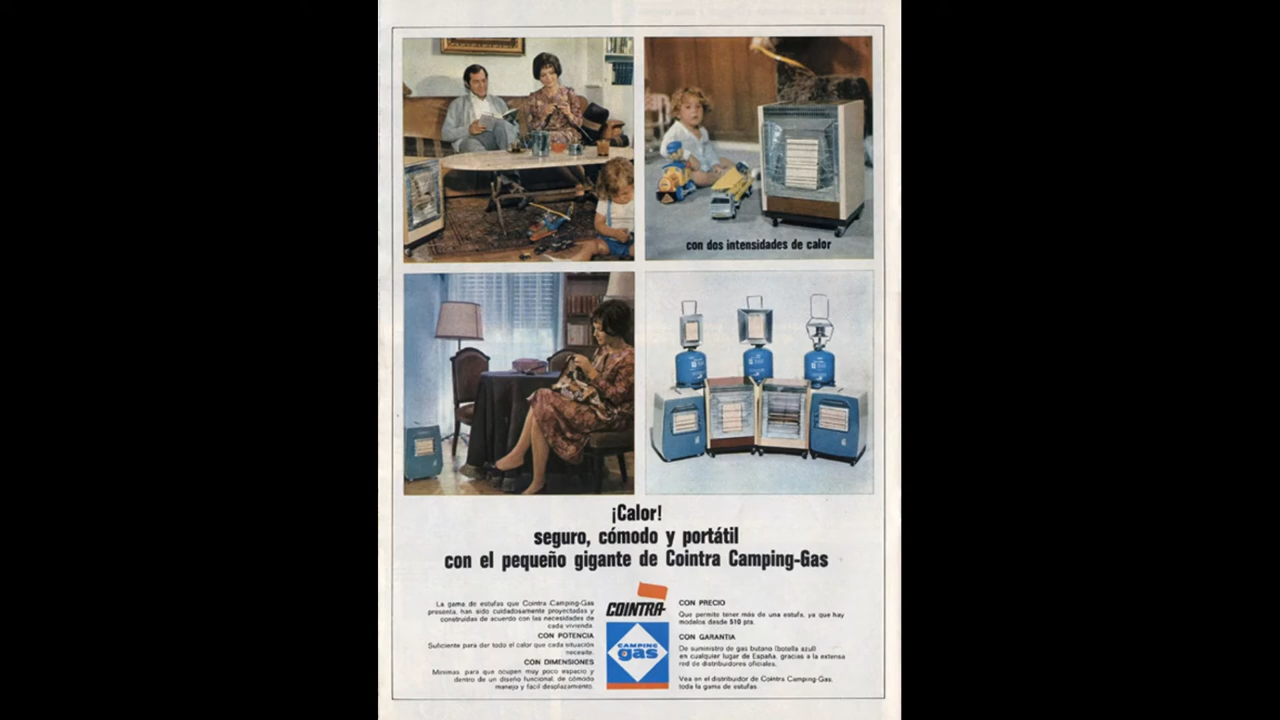 con dos intensidades de calor
¡Calor!
seguro, cómodo y portátil
con el pequeño gigante de Cointra Camping-Gas
La gama de estufas que Cointra-Camping-Gas
presenta, han sido cuidadosamente proyectadas y
construidas de acuerdo con las necesidades de
cada vivienda.
CON POTENCIA
Suficiente para dar todo el calor que cada situación
necesite.
CON DIMENSIONES
Mínimas, para que ocupen muy poco espacio y
dentro de un diseño funcional, de cómodo
manejo y fácil desplazamiento.
COINTRA
CAMPING
gas
CON PRECIO
Que permite tener más de una estufa, ya que hay
modelos desde 510 pts.
CON GARANTIA
De suministro de gas butano (botella azul)
en cualquier lugar de España, gracias a la extensa
red de distribuidores oficiales.
Vea en el distribuidor de Cointra Camping-Gas,
toda la gama de estufas.